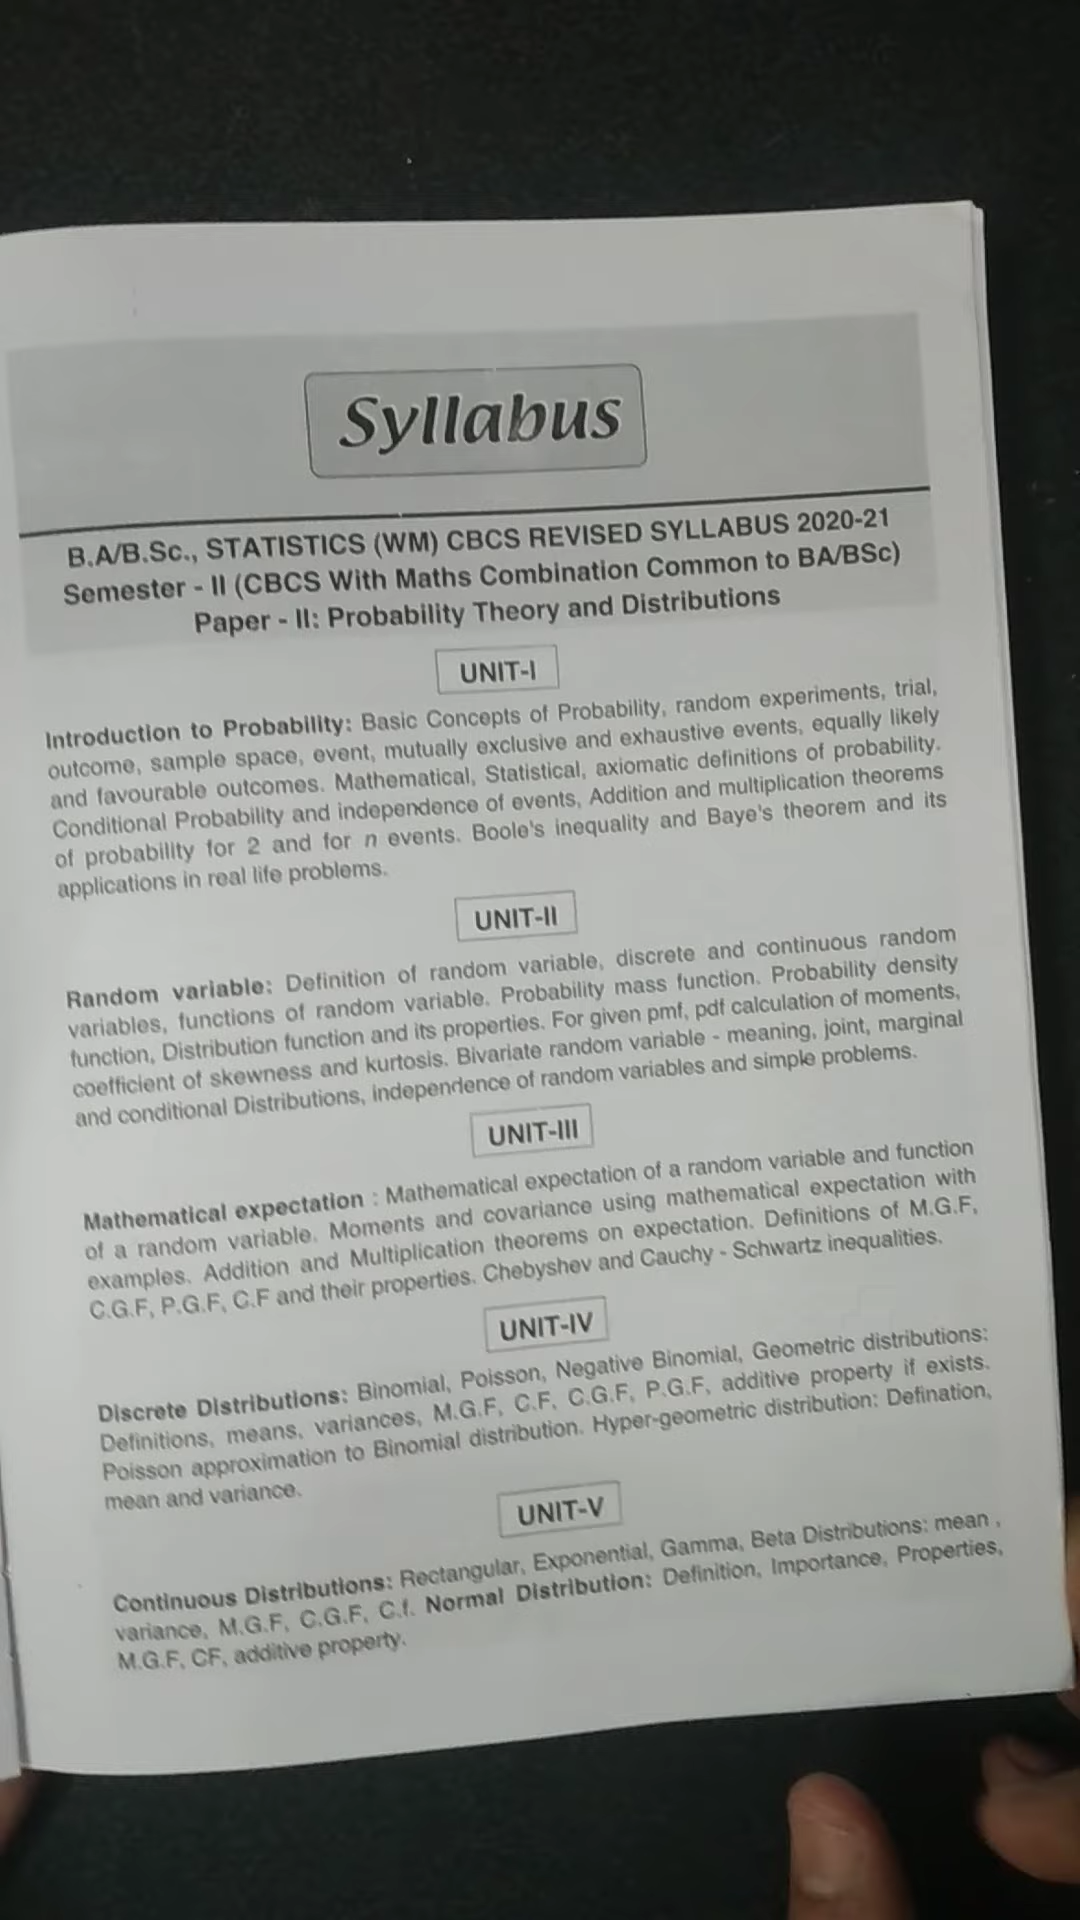 Syllabus
B.A/B.Sc., STATISTICS (WM) CBCS REVISED SYLLABUS 2020-21
Semester - II (CBCS With Maths Combination Common to BA/BSc)
Paper - II: Probability Theory and Distributions
UNIT-I
Introduction to Probability: Basic Concepts of Probability, random experiments, trial,
outcome, sample space, event, mutually exclusive and exhaustive events, equally likely
and favourable outcomes. Mathematical, Statistical, axiomatic definitions of probability.
Conditional Probability and independence of events, Addition and multiplication theorems
of probability for 2 and for n events. Boole's inequality and Baye's theorem and its
applications in real life problems.
UNIT-II
Random variable: Definition of random variable, discrete and continuous random
variables, functions of random variable. Probability mass function. Probability density
function, Distribution function and its properties. For given pmf, pdf calculation of moments,
coefficient of skewness and kurtosis. Bivariate random variable - meaning, joint, marginal
and conditional Distributions, independence of random variables and simple problems.
UNIT-III
Mathematical expectation : Mathematical expectation of a random variable and function
of a random variable. Moments and covariance using mathematical expectation with
examples. Addition and Multiplication theorems on expectation. Definitions of M.G.F,
C.G.F, P.G.F, C.F and their properties. Chebyshev and Cauchy - Schwartz inequalities.
UNIT-IV
Discrete Distributions: Binomial, Poisson, Negative Binomial, Geometric distributions:
Definitions, means, variances, M.G.F, C.F, C.G.F, P.G.F, additive property if exists.
Poisson approximation to Binomial distribution. Hyper-geometric distribution: Defination,
mean and variance.
UNIT-V
Continuous Distributions: Rectangular, Exponential, Gamma, Beta Distributions: mean ,
variance, M.G.F, C.G.F, C.f. Normal Distribution: Definition, Importance, Properties,
M.G.F, CF, additive property.